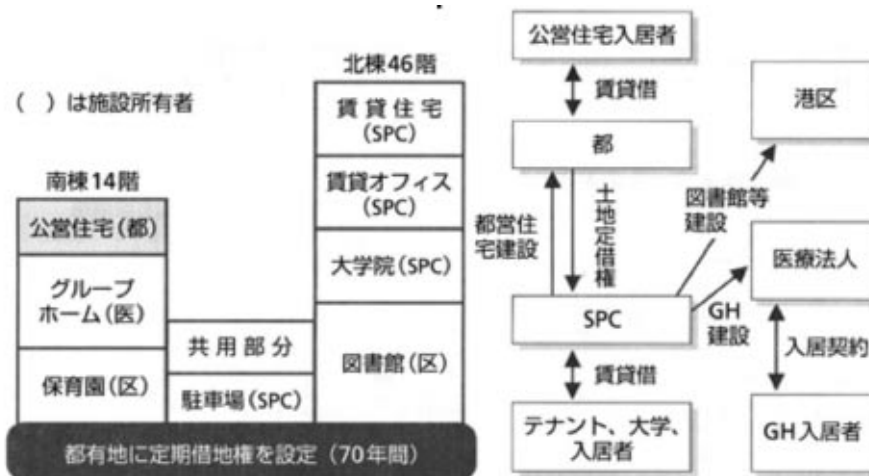 ( )は施設所有者
南棟14階
公営住宅(都)
グループ
ホーム(医)
保育園(区)
共用部分
駐車場(SPC)
北棟46階
賃貸住宅
(SPC)
賃貸オフィス
(SPC)
大学院(SPC)
図書館(区)
都有地に定期借地権を設定(70年間)
公営住宅入居者
賃貸借
都
都営住
宅建設
土地定借権
SPC
賃貸借
テナント、大学、
入居者
港区
図書館等
建設
医療法人
GH
建設
入居契約
GH入居者